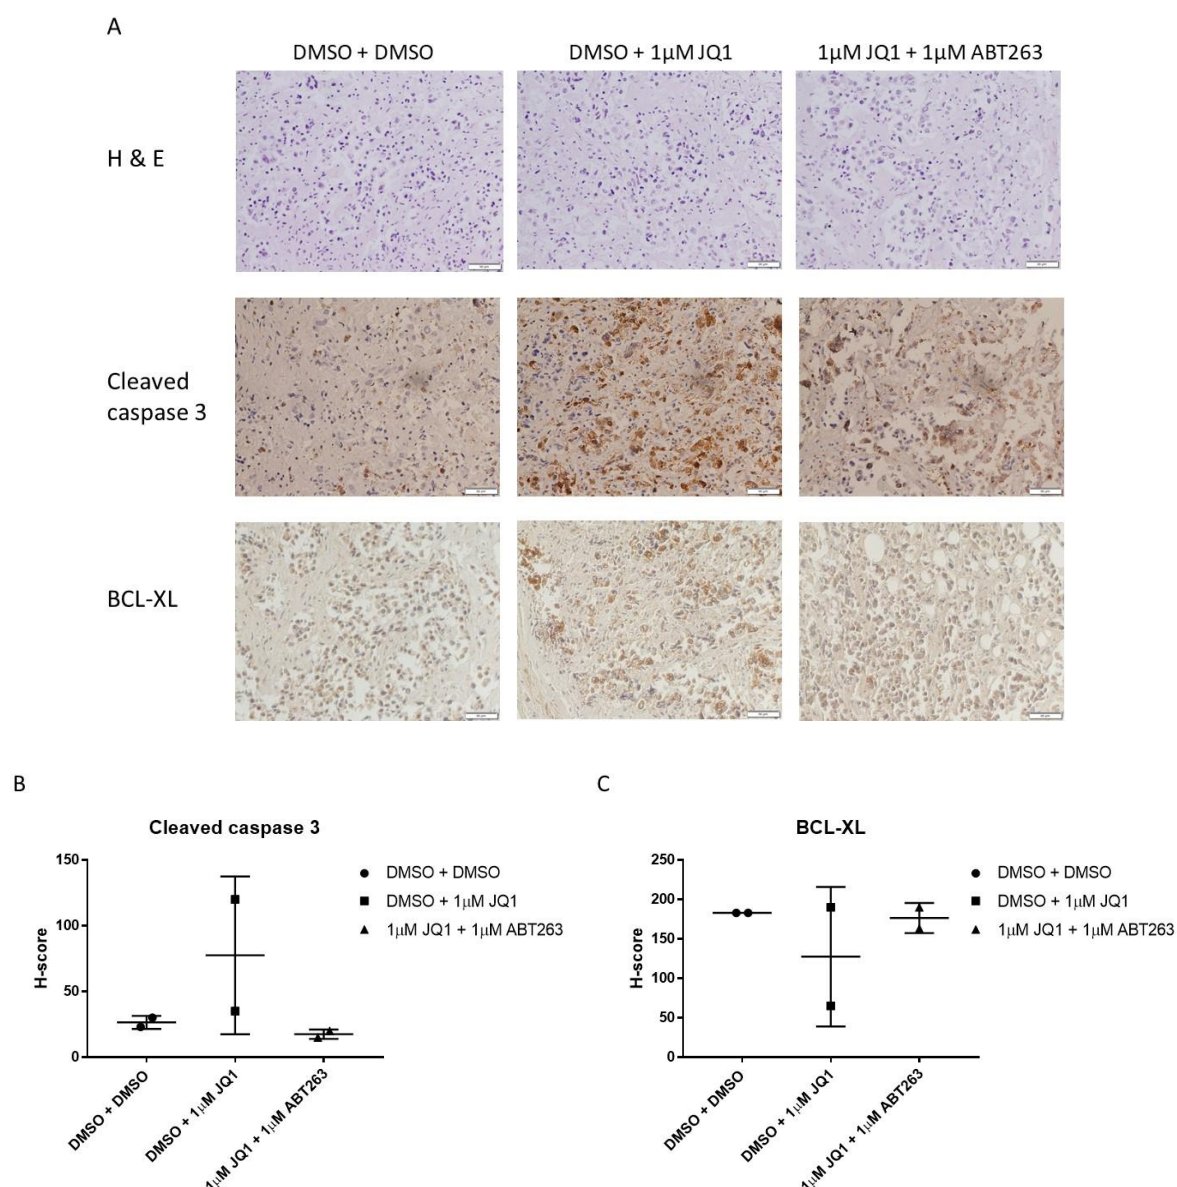 A
DMSO + DMSO
DMSO + 1μM JQ1
1μM JQ1 + 1μM ABT263
H & E
Cleaved
caspase 3
BCL-XL
B
Cleaved caspase 3
150
100
50
0
H-score
DMSO + DMSO
DMSO + 1μM JQ1
1μM JQ1 + 1μM ABT263
DMSO + DMSO
DMSO + 1μM JQ1
1μM JQ1 + 1μM ABT263
C
BCL-XL
250
200
150
100
50
0
H-score
DMSO + DMSO
DMSO + 1μM JQ1
1μM JQ1 + 1μM ABT263
DMSO + DMSO
DMSO + 1μM JQ1
1μM JQ1 + 1μM ABT263